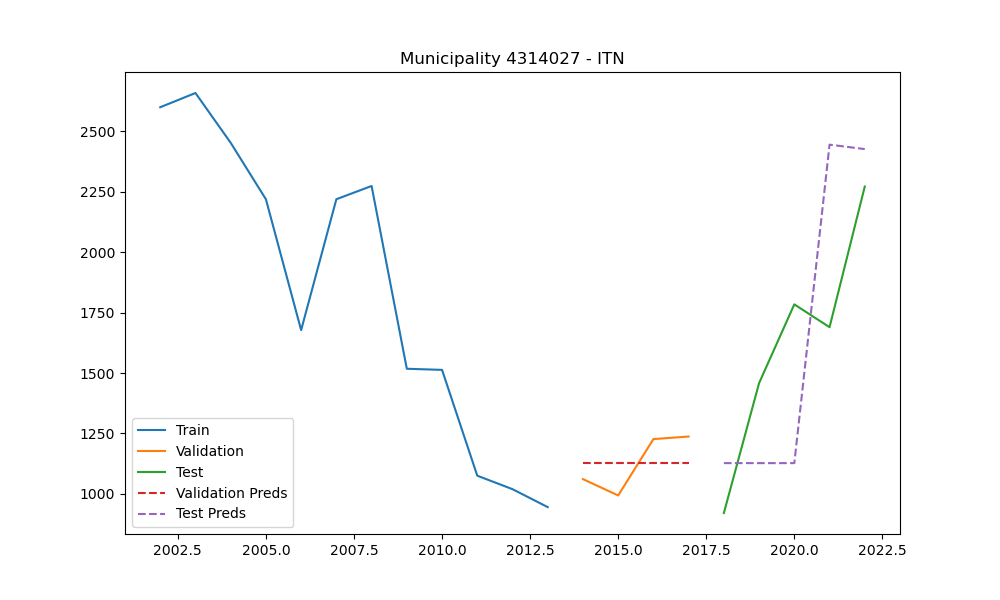 Municipality 4314027 - ITN
2500
2250
2000
1750
1500
1250
1000
Train
Validation
Test
Validation Preds
Test Preds
2002.5 2005.0 2007.5 2010.0 2012.5 2015.0 2017.5 2020.0 2022.5